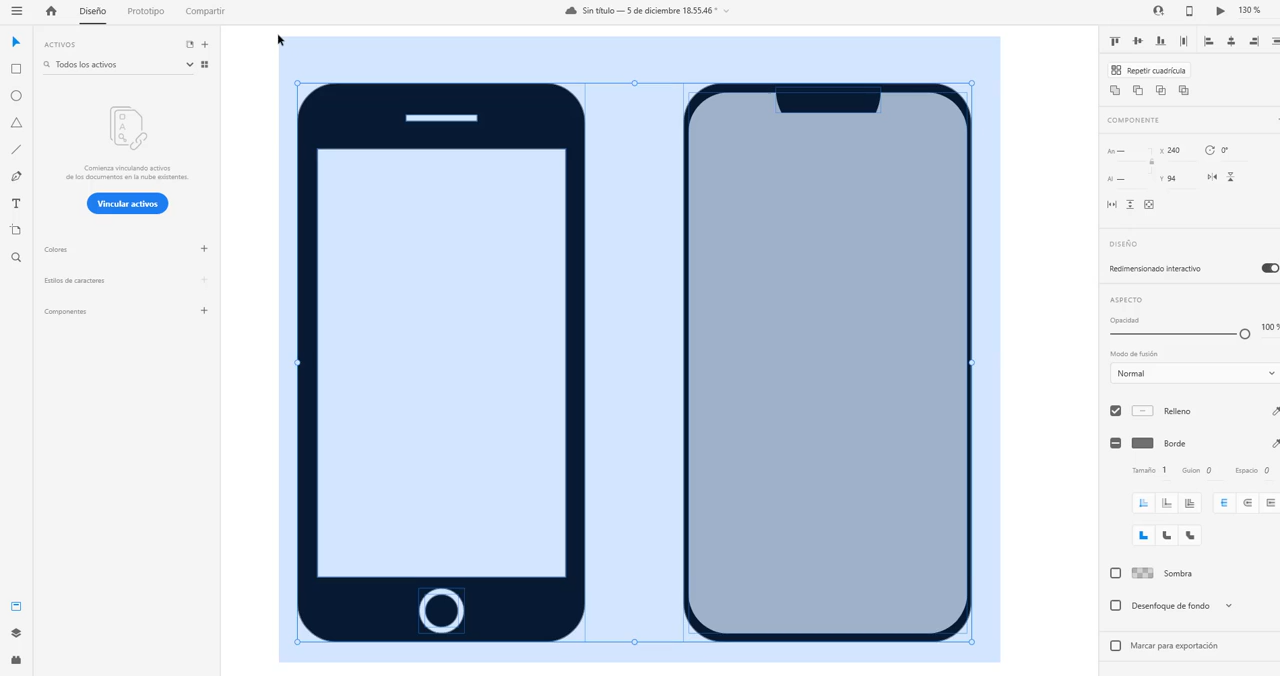 Diseño
Prototipo
Compartir
Sin título — 5 de diciembre 18.55.46 *
130 %
ACTIVOS
Todos los activos
D
A
Comienza vinculando activos
de los documentos en la nube existentes.
Vincular activos
Colores
Estilos de caracteres
Componentes
Repetir cuadrícula
COMPONENTE
An —
X 240
0°
Al —
Y 94
DISEÑO
Redimensionado interactivo
ASPECTO
Opacidad
100 %
Modo de fusión
Normal
Relleno
Borde
Tamaño 1
Guion 0
Espacio 0
Sombra
Desenfoque de fondo
Marcar para exportación